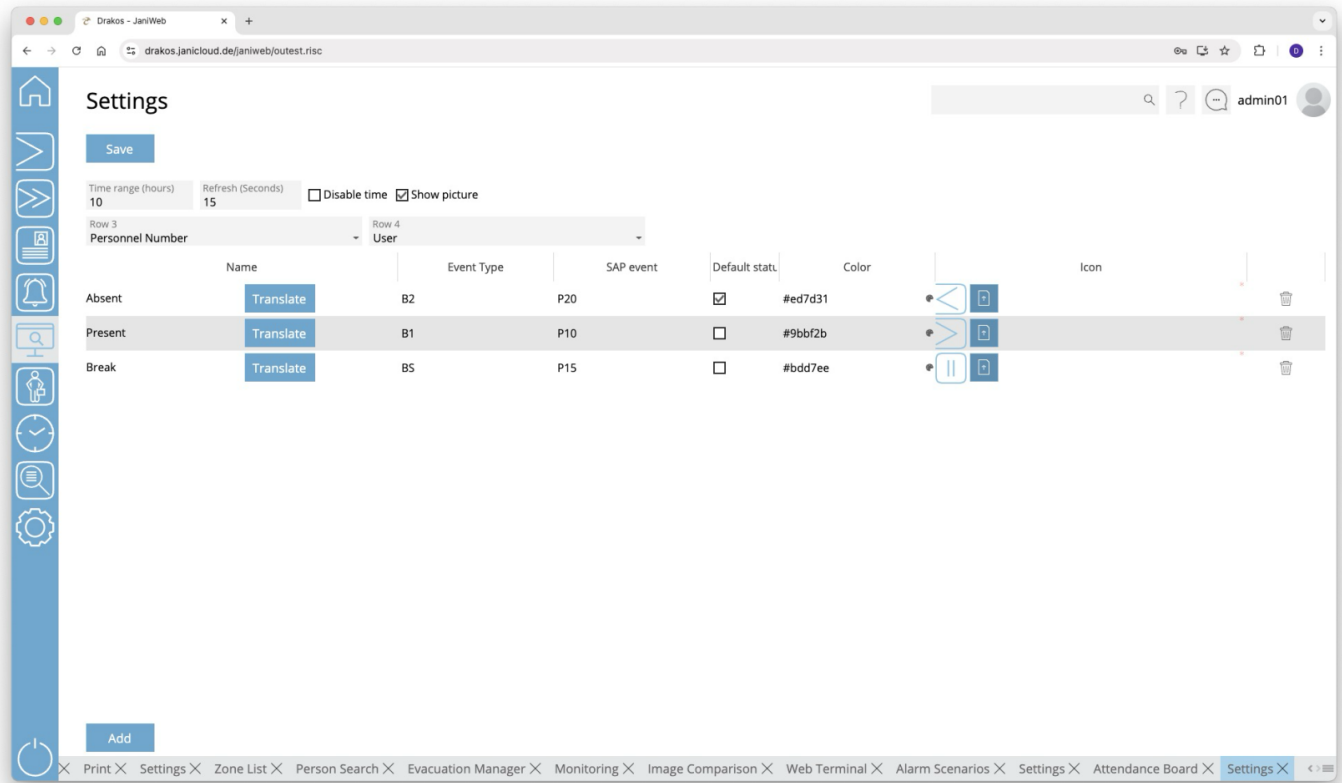 Drakos - JaniWeb
drakos.janicloud.de/janiweb/outest.risc
D
Settings
admin01
Save
Time range (hours)
10
Refresh (Seconds)
15
Disable time
Show picture
Row 3
Personnel Number
Row 4
User
Name Event Type SAP event Default statu Color Icon
Absent Translate B2 P20 #ed7d31
Present Translate B1 P10 #9bbf2b
Break Translate BS P15 #bdd7ee
Add
Print Settings Zone List Person Search Evacuation Manager Monitoring Image Comparison Web Terminal Alarm Scenarios Settings Attendance Board Settings